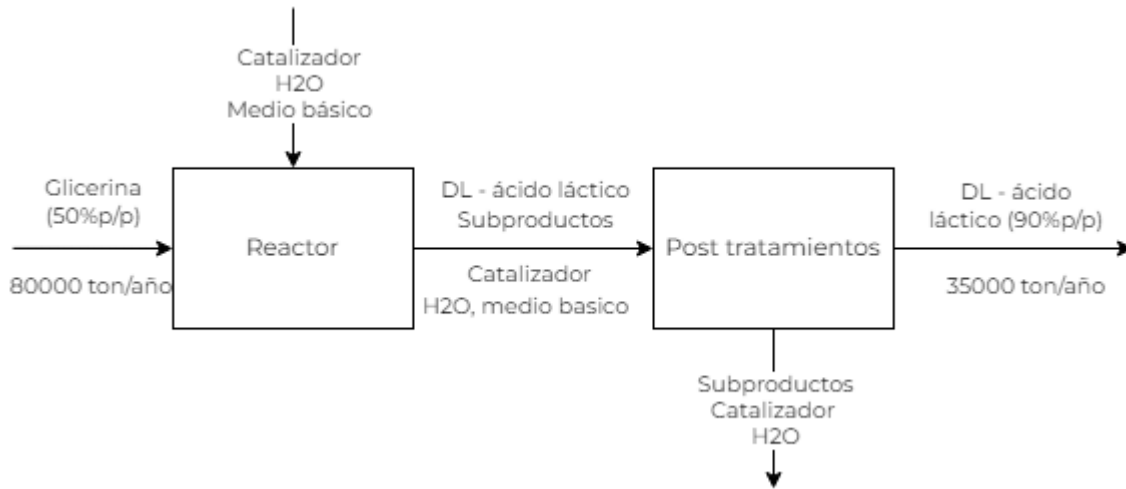 Catalizador
H2O
Medio básico
Glicerina
(50%p/p)
80000 ton/año
Reactor
DL - ácido láctico
Subproductos
Catalizador
H2O, medio basico
Post tratamientos
DL - ácido
láctico (90%p/p)
35000 ton/año
Subproductos
Catalizador
H2O